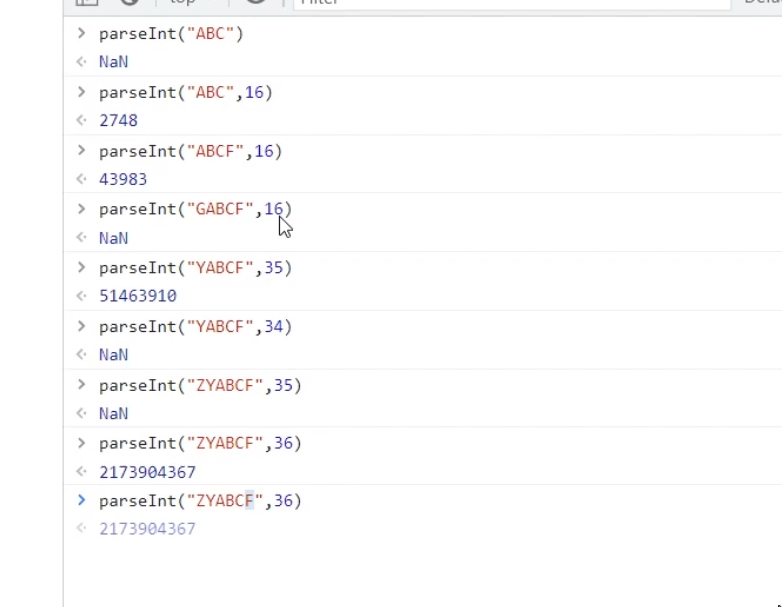 top
Filter
> parseInt("ABC")
NaN
> parseInt("ABC",16)
2748
> parseInt("ABCF",16)
43983
> parseInt("GABCF",16)
NaN
> parseInt("YABCF",35)
51463910
> parseInt("YABCF",34)
NaN
> parseInt("ZYABCF",35)
NaN
> parseInt("ZYABCF",36)
2173904367
> parseInt("ZYABCF",36)
2173904367